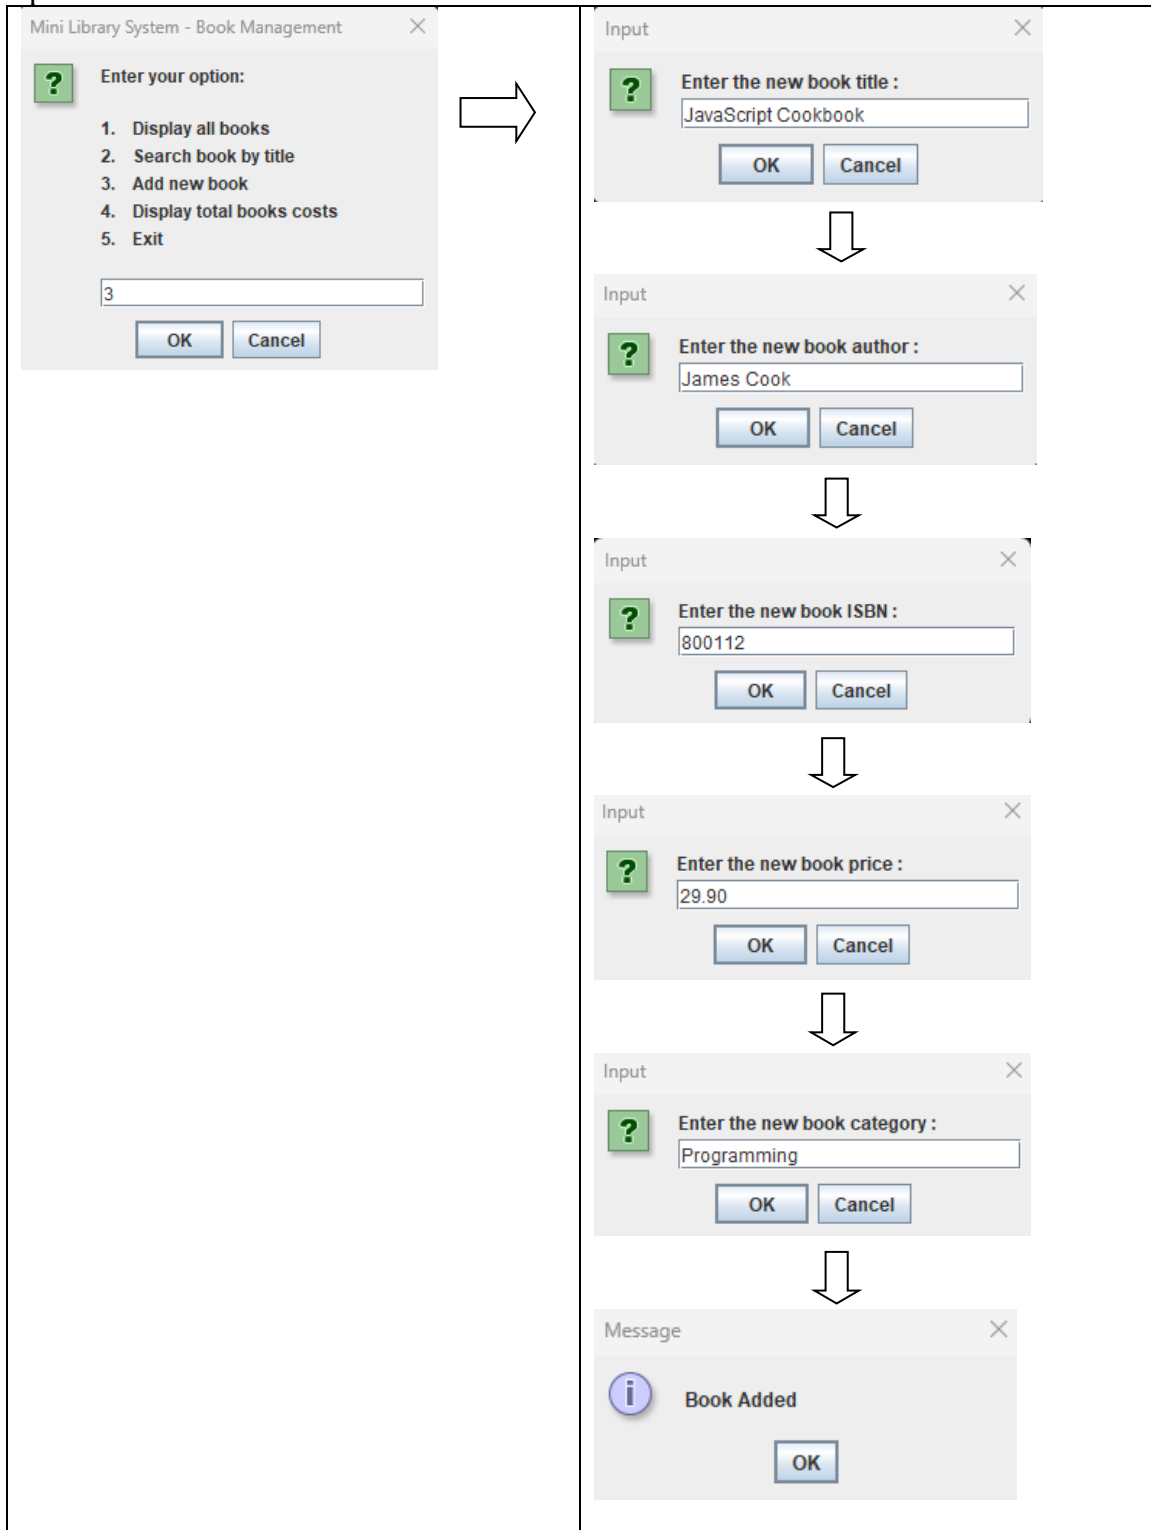 Mini Library System - Book Management
?
Enter your option:
1. Display all books
2. Search book by title
3. Add new book
4. Display total books costs
5. Exit
3
OK Cancel
Input
?
Enter the new book title :
JavaScript Cookbook
OK Cancel
Input
?
Enter the new book author :
James Cook
OK Cancel
Input
?
Enter the new book ISBN :
800112
OK Cancel
Input
?
Enter the new book price :
29.90
OK Cancel
Input
?
Enter the new book category :
Programming
OK Cancel
Message
i
Book Added
OK